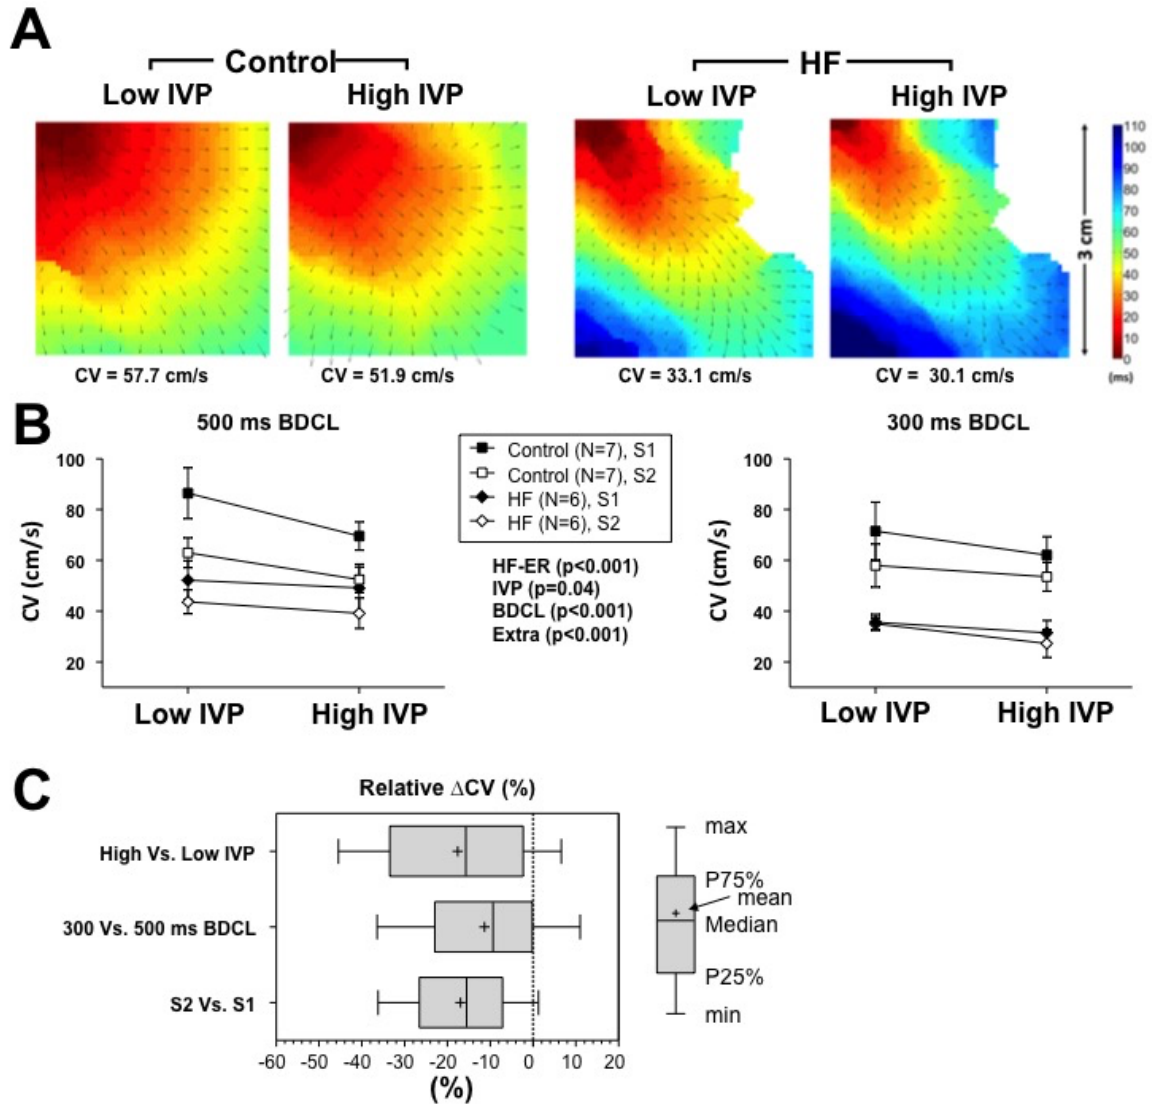 A
Control
Low IVP
High IVP
HF
Low IVP
High IVP
110
100
90
80
70
60
50
40
30
20
10
0
(ms)
3 cm
CV = 57.7 cm/s
CV = 51.9 cm/s
CV = 33.1 cm/s
CV = 30.1 cm/s
B
500 ms BDCL
CV (cm/s)
100
80
60
40
20
Low IVP
High IVP
Control (N=7), S1
Control (N=7), S2
HF (N=6), S1
HF (N=6), S2
HF-ER (p<0.001)
IVP (p=0.04)
BDCL (p<0.001)
Extra (p<0.001)
300 ms BDCL
CV (cm/s)
100
80
60
40
20
Low IVP
High IVP
C
Relative ΔCV (%)
High Vs. Low IVP
300 Vs. 500 ms BDCL
S2 Vs. S1
-60 -50 -40 -30 -20 -10 0 10 20
(%)
max
P75%
mean
Median
P25%
min